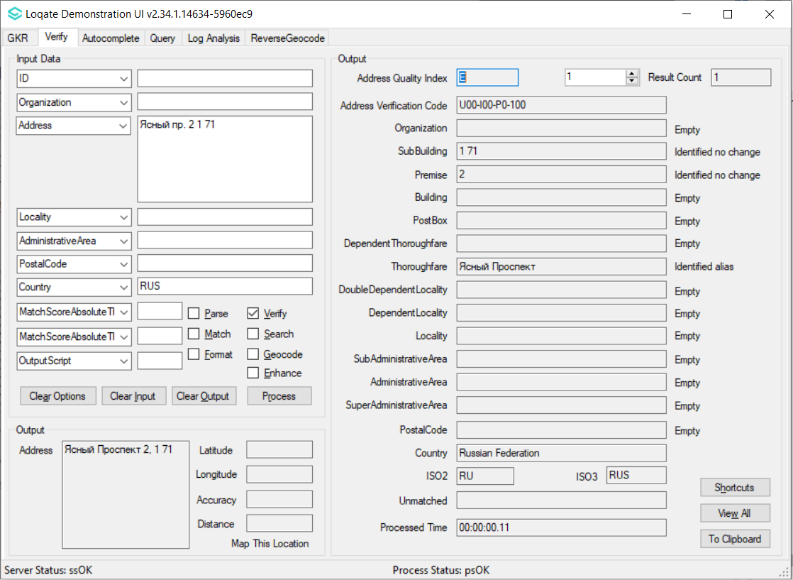 Loqate Demonstration UI v2.34.1.14634-5960ec9
GKR Verify Autocomplete Query Log Analysis ReverseGeocode
Input Data
ID
Organization
Address Ясный пр. 2 1 71
Locality
AdministrativeArea
PostalCode
Country RUS
MatchScoreAbsoluteTl Parse Verify
MatchScoreAbsoluteTl Match Search
OutputScript Format Geocode
Enhance
Clear Options Clear Input Clear Output Process
Output
Address Ясный Проспект 2, 1 71
Latitude
Longitude
Accuracy
Distance
Map This Location
Output
Address Quality Index E 1 Result Count 1
Address Verification Code U00-I00-P0-100
Organization Empty
SubBuilding 1 71 Identified no change
Premise 2 Identified no change
Building Empty
PostBox Empty
DependentThoroughfare Empty
Thoroughfare Ясный Проспект Identified alias
DoubleDependentLocality Empty
DependentLocality Empty
Locality Empty
SubAdministrativeArea Empty
AdministrativeArea Empty
SuperAdministrativeArea Empty
PostalCode Empty
Country Russian Federation
ISO2 RU ISO3 RUS
Unmatched
Processed Time 00:00:00.11
Shortcuts
View All
To Clipboard
Server Status: ssOK Process Status: psOK